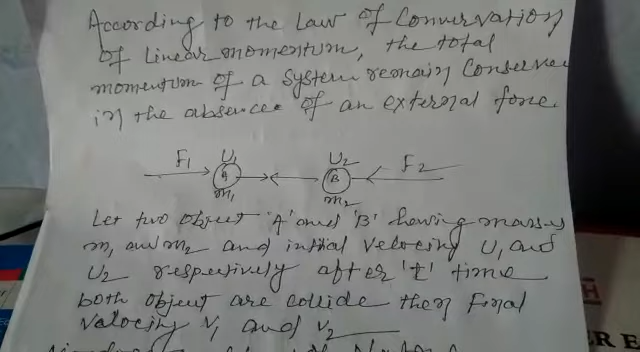 According to the Law of Conservation
of Linear momentum, the total
momentum of a System remain Conserve
in the absence of an external force
F1 U1 U2 F2
A B
m1 m2
Let two object 'A' and 'B' having masses
m1 and m2 and initial velocity U1 and
U2 respectively after 't' time
both object are collide then Final
velocity V1 and V2
H
R E